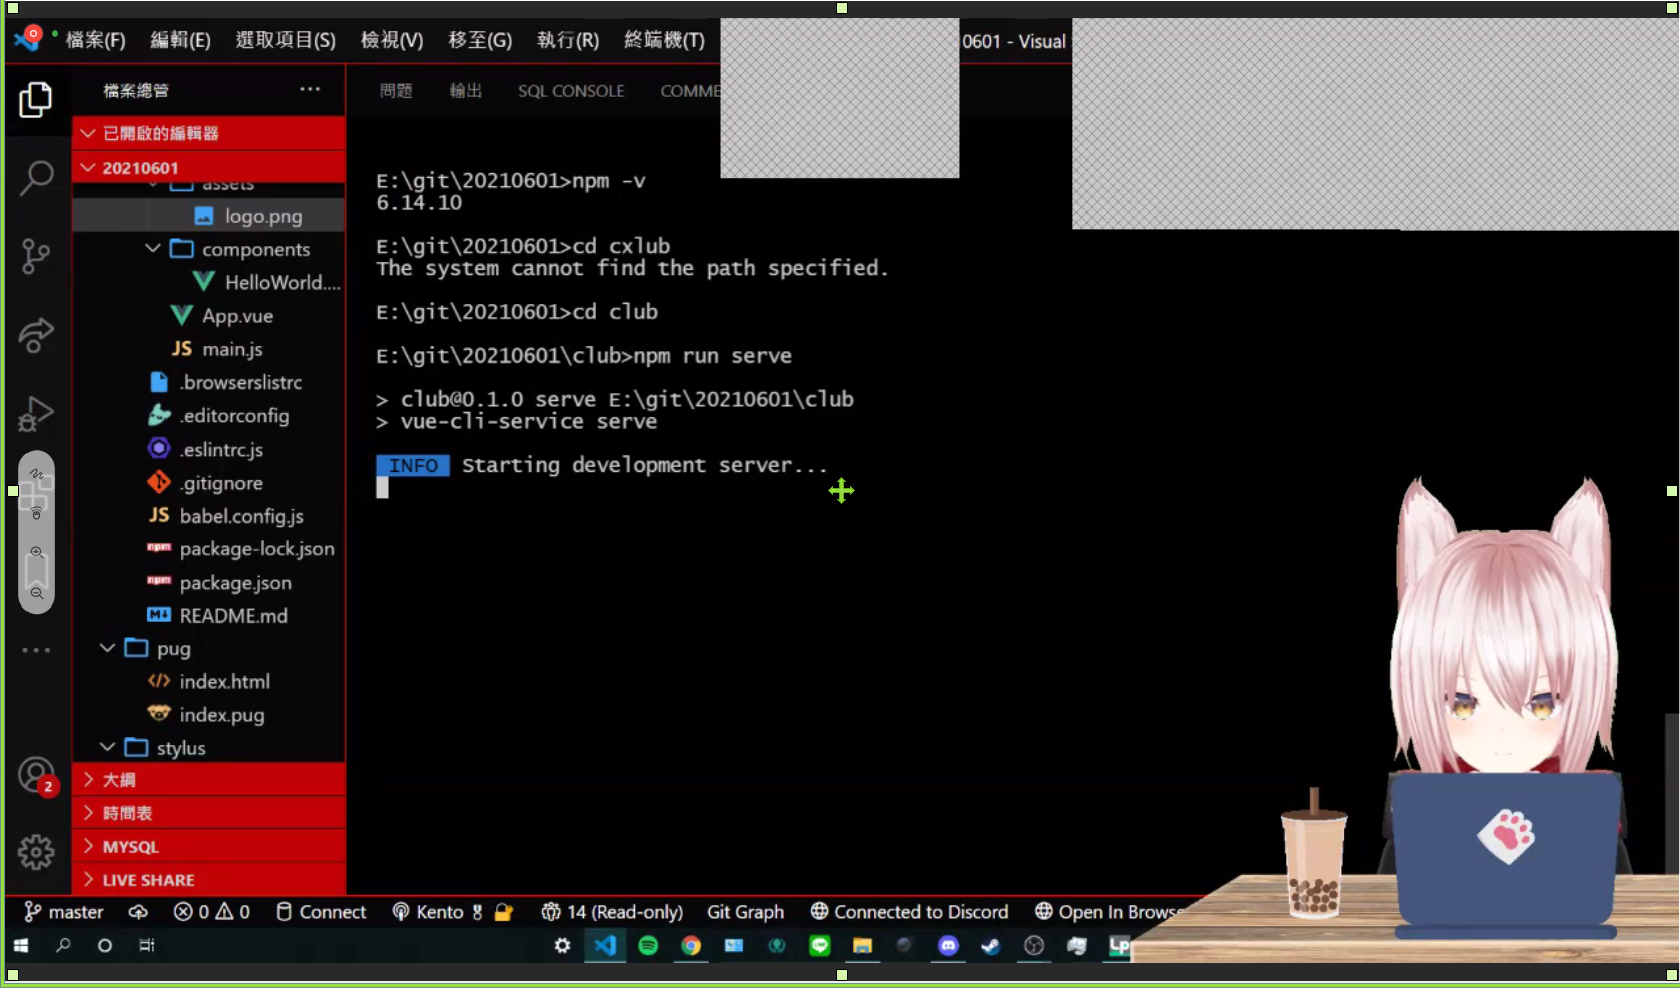 檔案(F) 編輯(E) 選取項目(S) 檢視(V) 移至(G) 執行(R) 終端機(T) 0601 - Visual
檔案總管
問題 輸出 SQL CONSOLE COMME
已開啟的編輯器
20210601
assets
logo.png
components
HelloWorld....
App.vue
JS main.js
.browserslistrc
.editorconfig
.eslintrc.js
.gitignore
JS babel.config.js
npm package-lock.json
npm package.json
M README.md
pug
index.html
index.pug
stylus
大綱
時間表
MYSQL
LIVE SHARE
2
E:\git\20210601>npm -v
6.14.10
E:\git\20210601>cd cxlub
The system cannot find the path specified.
E:\git\20210601>cd club
E:\git\20210601\club>npm run serve
> club@0.1.0 serve E:\git\20210601\club
> vue-cli-service serve
INFO Starting development server...
master 0 0 Connect Kento 14 (Read-only) Git Graph Connected to Discord Open In Browse
Lp